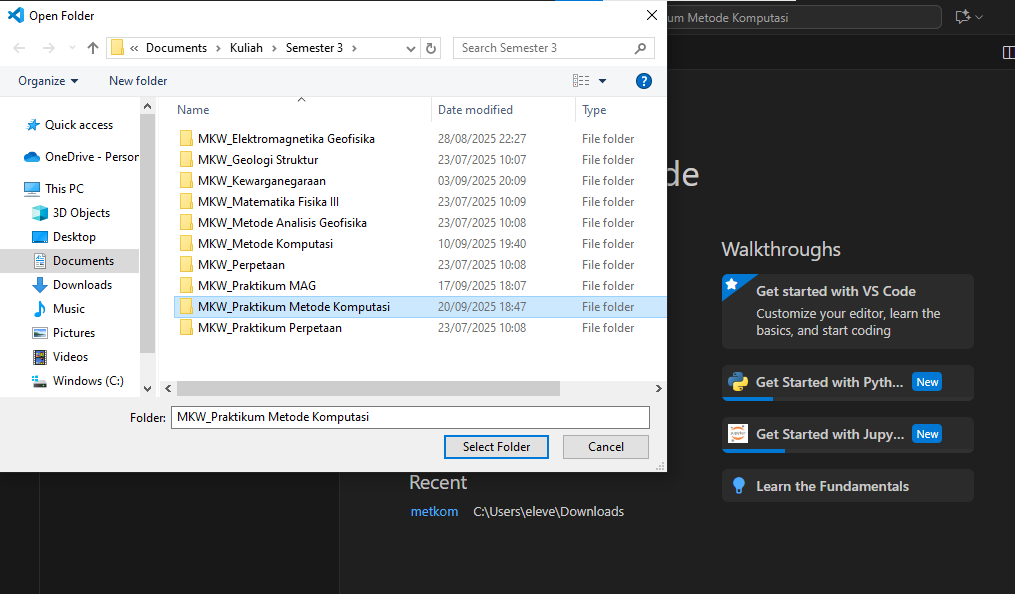 Open Folder
um Metode Komputasi
« Documents > Kuliah > Semester 3 >
Search Semester 3
Organize
New folder
?
Name
Date modified
Type
Quick access
OneDrive - Person
This PC
3D Objects
Desktop
Documents
Downloads
Music
Pictures
Videos
Windows (C:)
MKW_Elektromagnetika Geofisika 28/08/2025 22:27 File folder
MKW_Geologi Struktur 23/07/2025 10:07 File folder
MKW_Kewarganegaraan 03/09/2025 20:09 File folder
MKW_Matematika Fisika III 23/07/2025 10:09 File folder
MKW_Metode Analisis Geofisika 23/07/2025 10:08 File folder
MKW_Metode Komputasi 10/09/2025 19:40 File folder
MKW_Perpetaan 23/07/2025 10:08 File folder
MKW_Praktikum MAG 17/09/2025 18:07 File folder
MKW_Praktikum Metode Komputasi 20/09/2025 18:47 File folder
MKW_Praktikum Perpetaan 23/07/2025 10:08 File folder
Folder: MKW_Praktikum Metode Komputasi
Select Folder
Cancel
de
Recent
metkom C:\Users\eleve\Downloads
Walkthroughs
Get started with VS Code
Customize your editor, learn the
basics, and start coding
Get Started with Pyth... New
Get Started with Jupy... New
Learn the Fundamentals